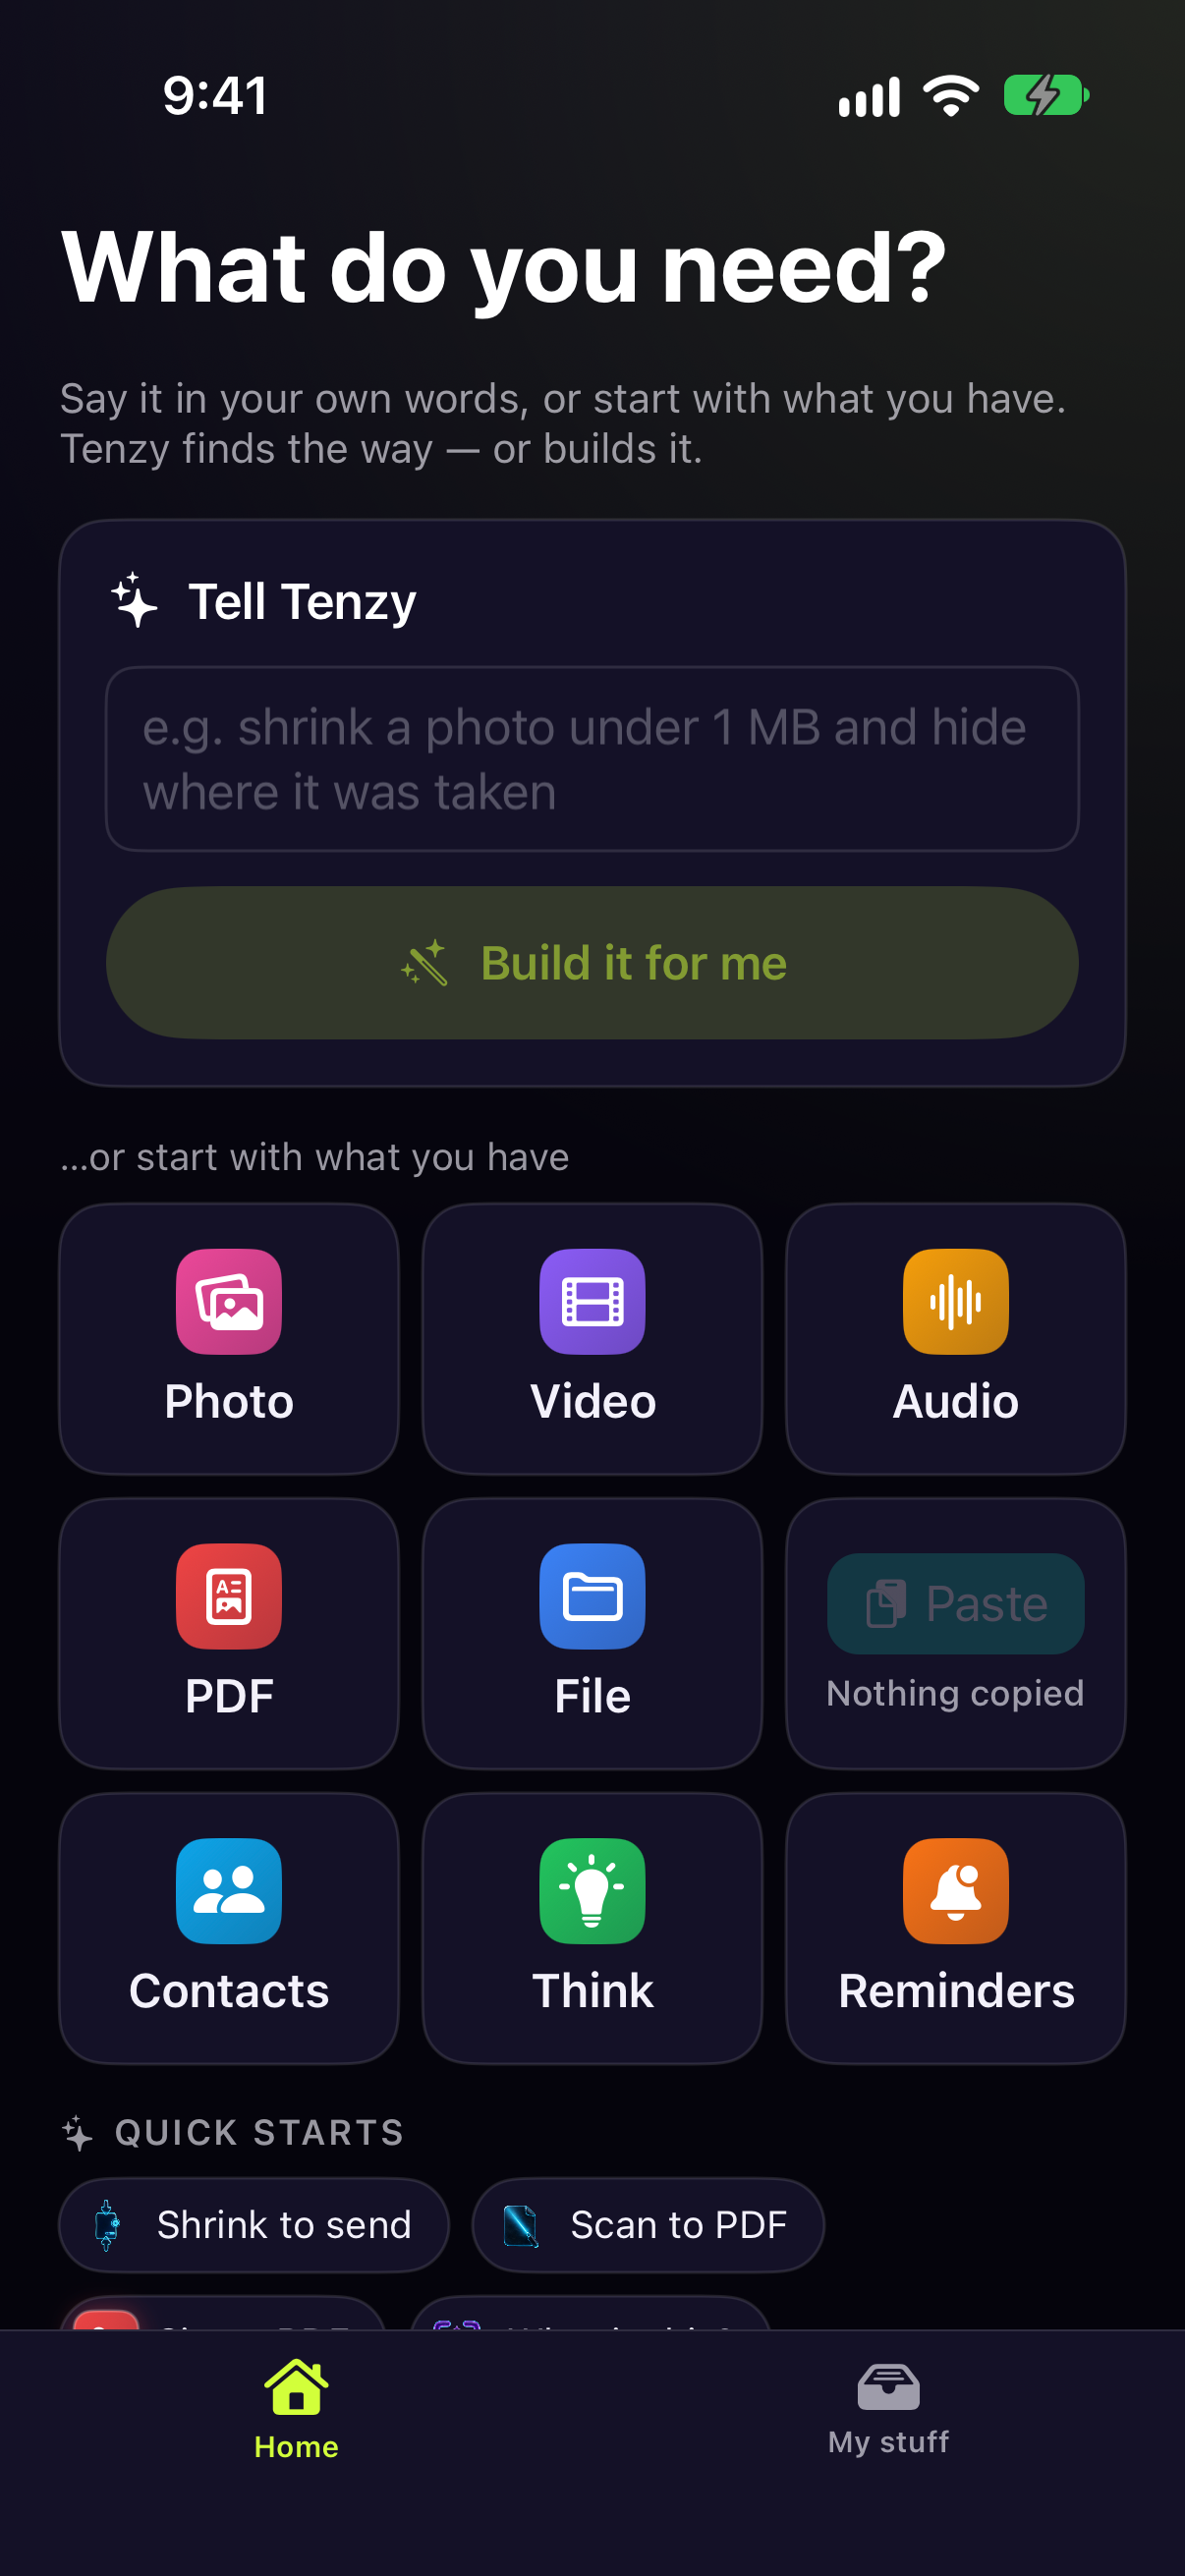 9:41
What do you need?
Say it in your own words, or start with what you have.
Tenzy finds the way — or builds it.
Tell Tenzy
e.g. shrink a photo under 1 MB and hide
where it was taken
Build it for me
...or start with what you have
Photo
Video
Audio
PDF
File
Paste
Nothing copied
Contacts
Think
Reminders
QUICK STARTS
Shrink to send
Scan to PDF
Home
My stuff